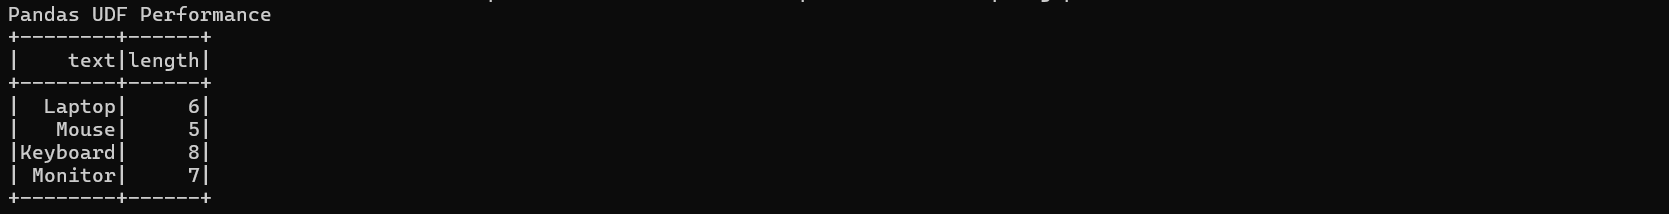 Pandas UDF Performance
+--------+------+
|    text|length|
+--------+------+
|  Laptop|     6|
|   Mouse|     5|
|Keyboard|     8|
| Monitor|     7|
+--------+------+